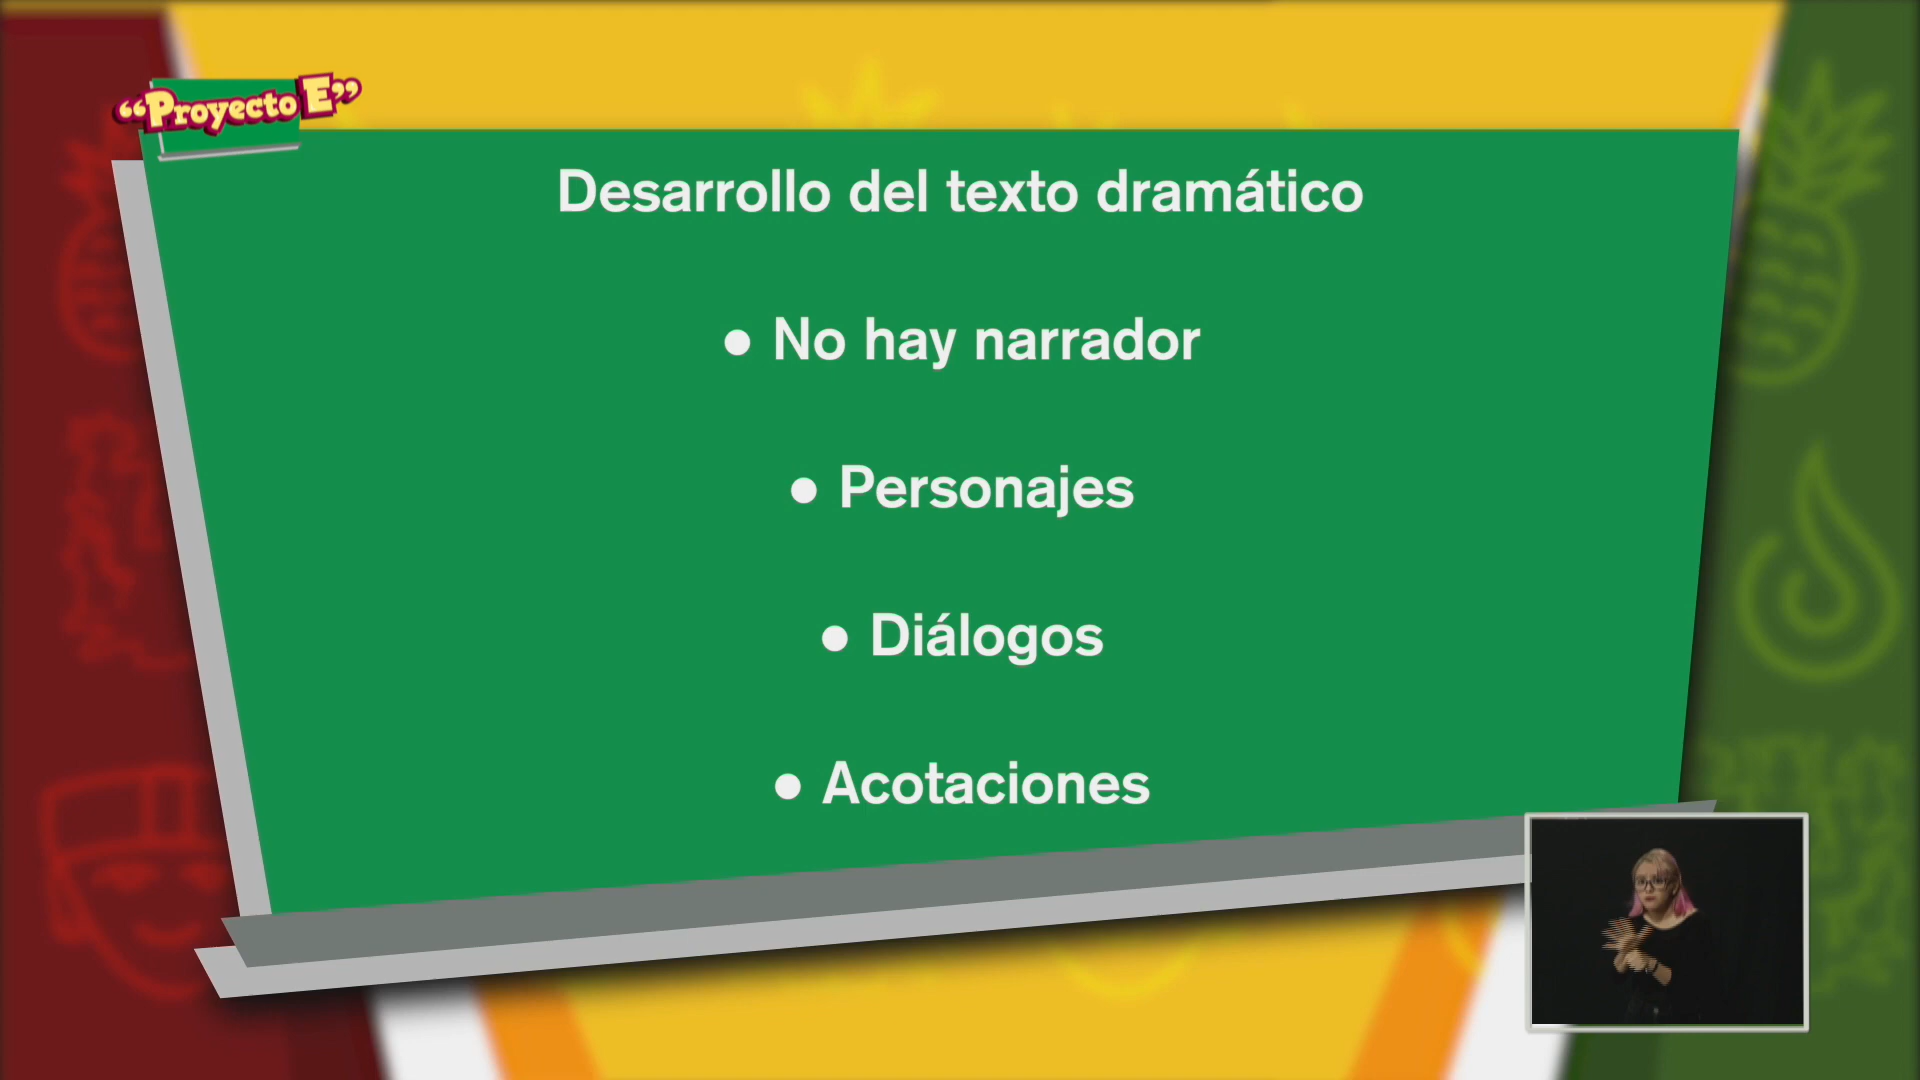 “Proyecto E”
Desarrollo del texto dramático
● No hay narrador
● Personajes
● Diálogos
● Acotaciones